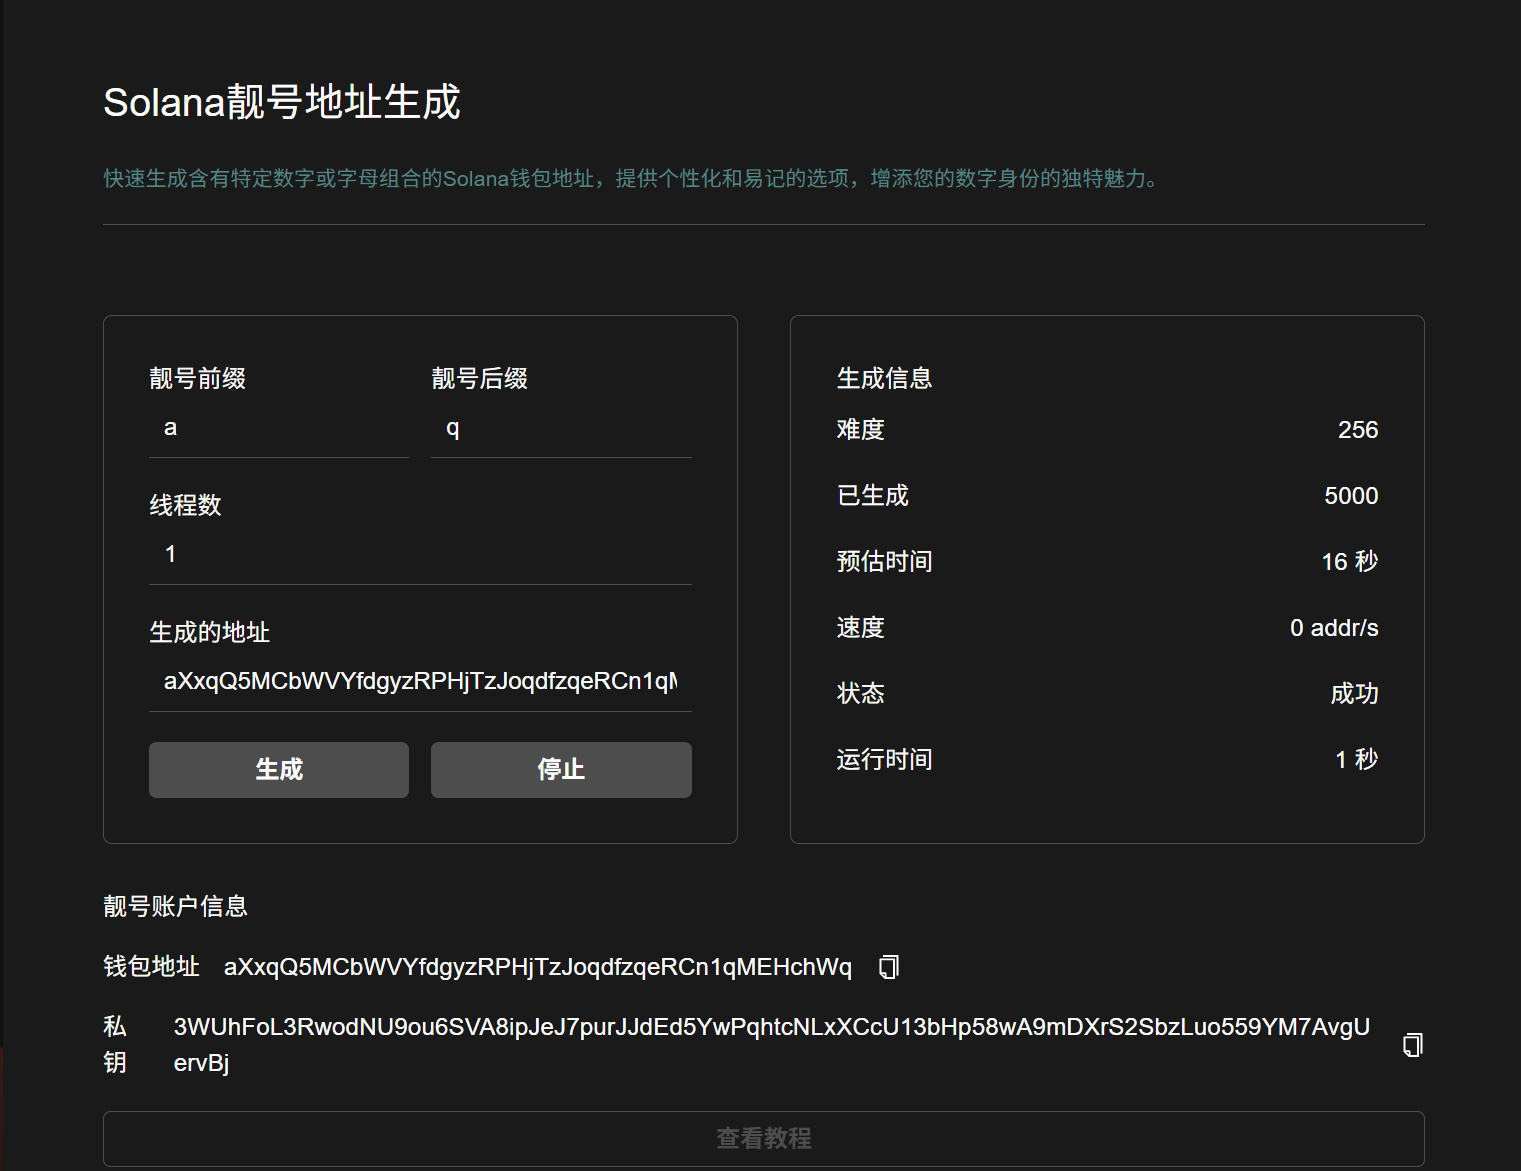 Solana靓号地址生成
快速生成含有特定数字或字母组合的Solana钱包地址，提供个性化和易记的选项，增添您的数字身份的独特魅力。
靓号前缀 靓号后缀
a q
线程数
1
生成的地址
aXxqQ5MCbWVYfdgyzRPHjTzJoqdfzqeRCn1qM
生成 停止
生成信息
难度 256
已生成 5000
预估时间 16 秒
速度 0 addr/s
状态 成功
运行时间 1 秒
靓号账户信息
钱包地址 aXxqQ5MCbWVYfdgyzRPHjTzJoqdfzqeRCn1qMEHchWq
私钥 3WUhFoL3RwodNU9ou6SVA8ipJeJ7purJJdEd5YwPqhtcNLxXCcU13bHp58wA9mDXrS2SbzLuo559YM7AvgU
ervBj
查看教程